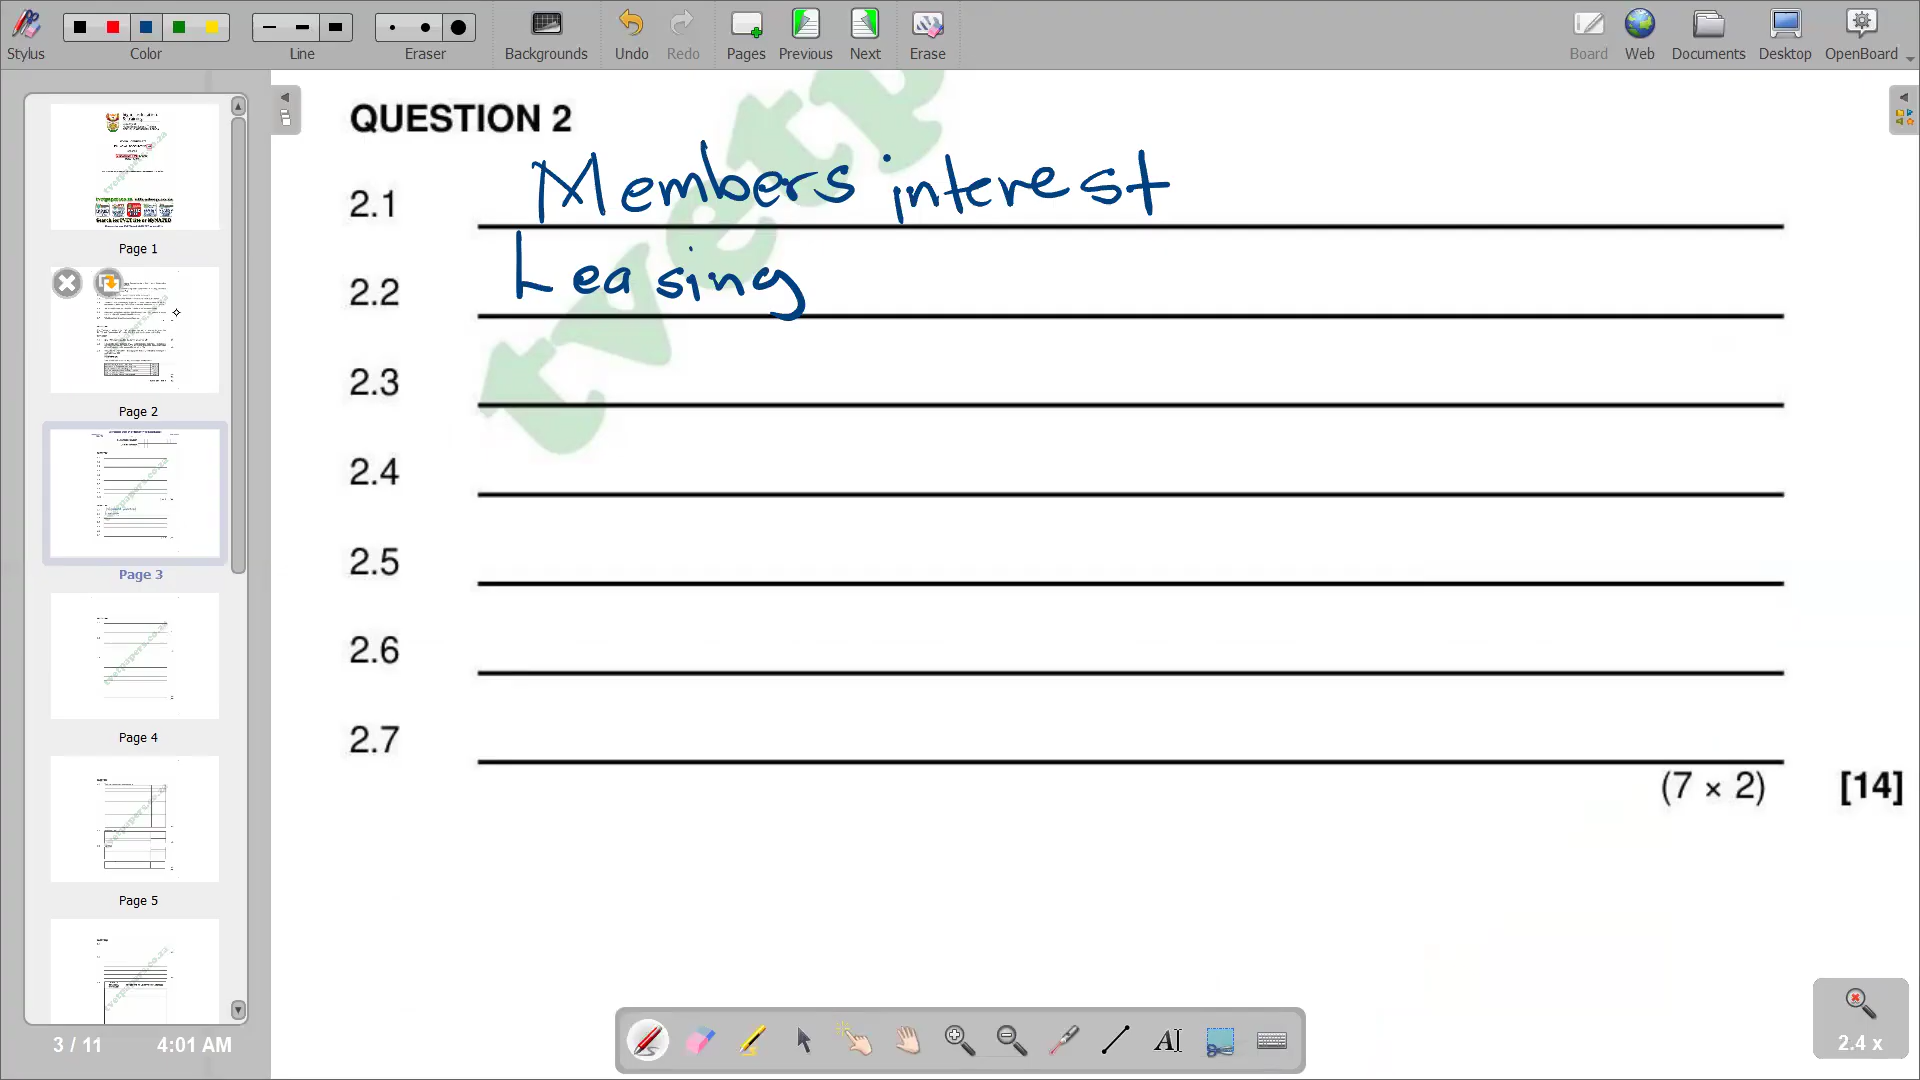 Stylus
Color
Line
Eraser
Backgrounds
Undo
Redo
Pages
Previous
Next
Erase
Board
Web
Documents
Desktop
OpenBoard
Page 1
Page 2
Page 3
Page 4
Page 5
3 / 11
4:01 AM
QUESTION 2
2.1 Members interest
2.2 Leasing
2.3
2.4
2.5
2.6
2.7
(7 × 2) [14]
tvetp
2.4 x